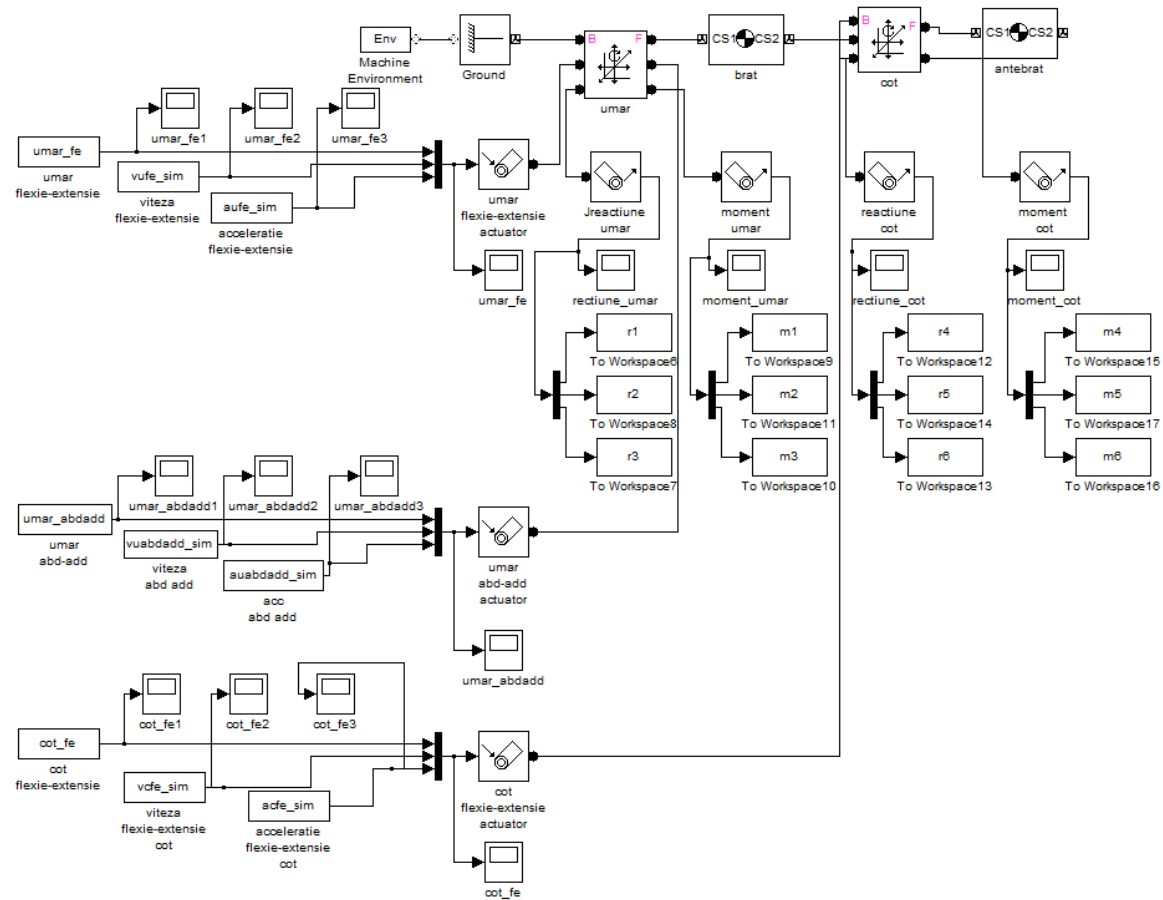 Env
Machine
Environment
Ground
B
F
umar
CS1
CS2
brat
B
C
F
cot
CS1
CS2
antebrat
umar_fe1
umar_fe2
umar_fe3
umar_fe
umar
flexie-extensie
vufe_sim
viteza
flexie-extensie
aufe_sim
acceleratie
flexie-extensie
umar
flexie-extensie
actuator
umar_fe
Jreactiune
umar
moment
umar
reactiune
cot
moment
cot
rectiune_umar
moment_umar
rectiune_cot
moment_cot
r1
To Workspace6
r2
To Workspace8
r3
To Workspace7
m1
To Workspace9
m2
To Workspace11
m3
To Workspace10
r4
To Workspace12
r5
To Workspace14
r6
To Workspace13
m4
To Workspace15
m5
To Workspace17
m6
To Workspace16
umar_abdadd1
umar_abdadd2
umar_abdadd3
umar_abdadd
umar
abd-add
vuabdadd_sim
viteza
abd add
auabdadd_sim
acc
abd add
umar
abd-add
actuator
umar_abdadd
cot_fe1
cot_fe2
cot_fe3
cot_fe
cot
flexie-extensie
vcfe_sim
viteza
flexie-extensie
cot
acfe_sim
acceleratie
flexie-extensie
cot
cot
flexie-extensie
actuator
cot_fe